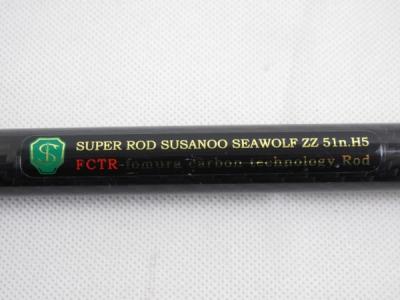 SUPER ROD SUSANOO SEAWOLF ZZ 51n.H5
FCTR-fomura carbon technology Rod